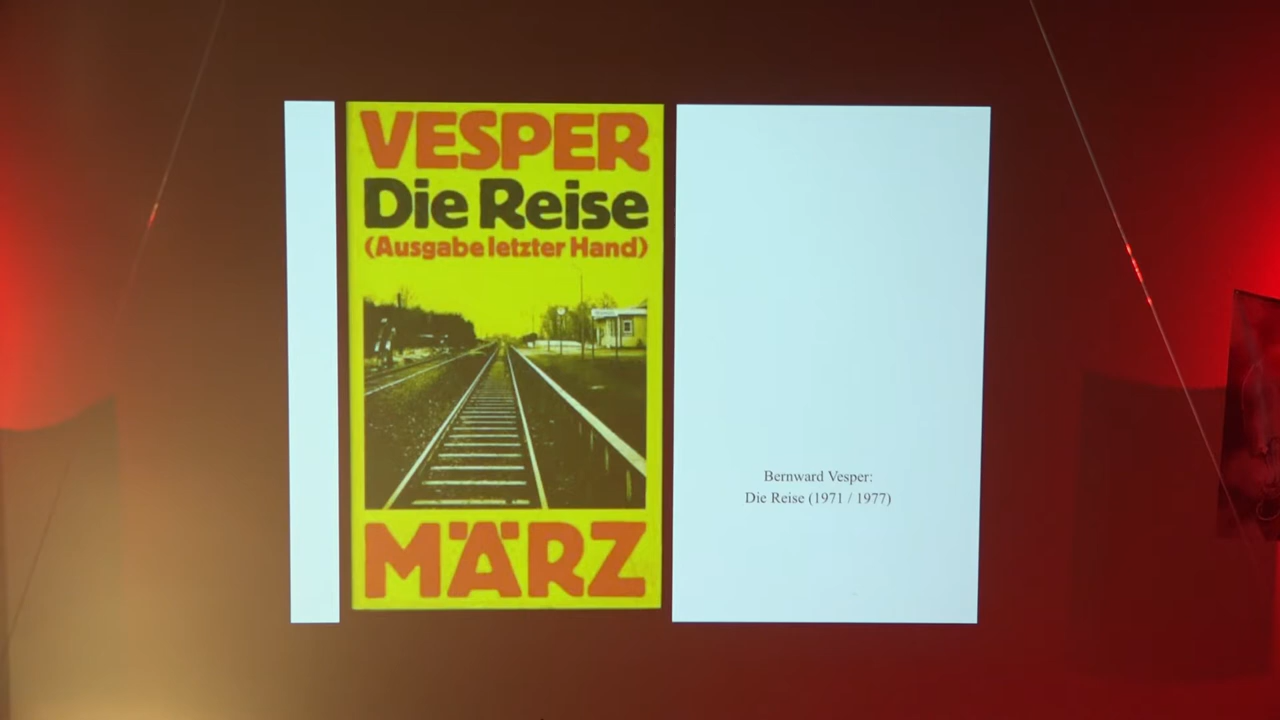 VESPER
Die Reise
(Ausgabe letzter Hand)
MÄRZ
Bernward Vesper:
Die Reise (1971 / 1977)